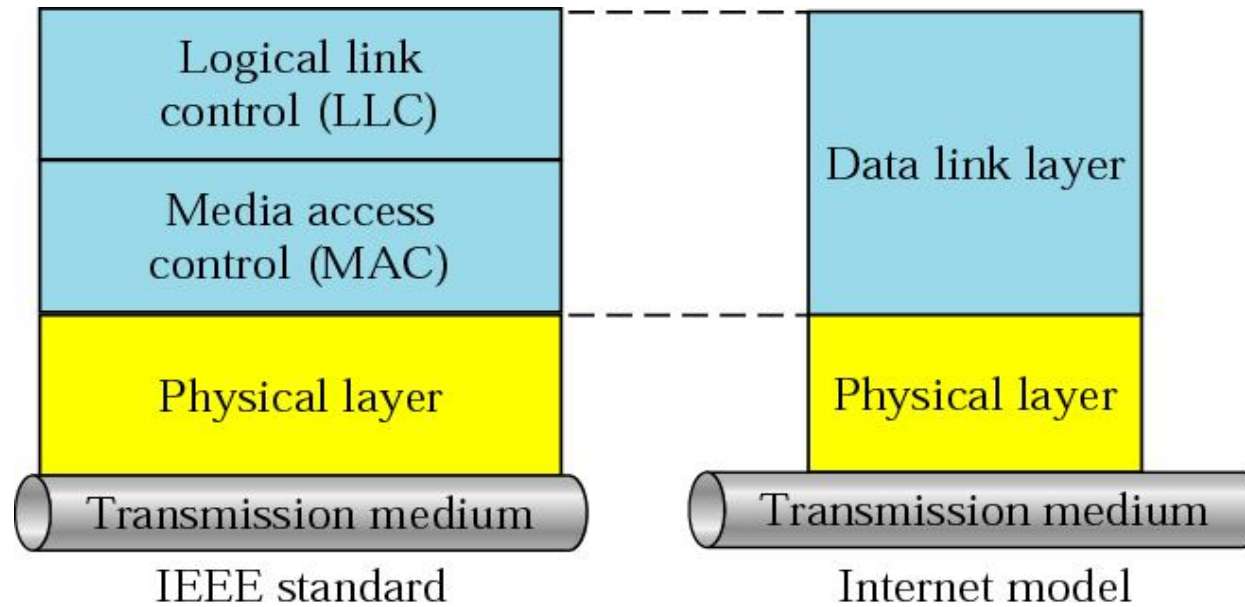 Logical link
control (LLC)
Media access
control (MAC)
Physical layer
Transmission medium
IEEE standard
Data link layer
Physical layer
Transmission medium
Internet model